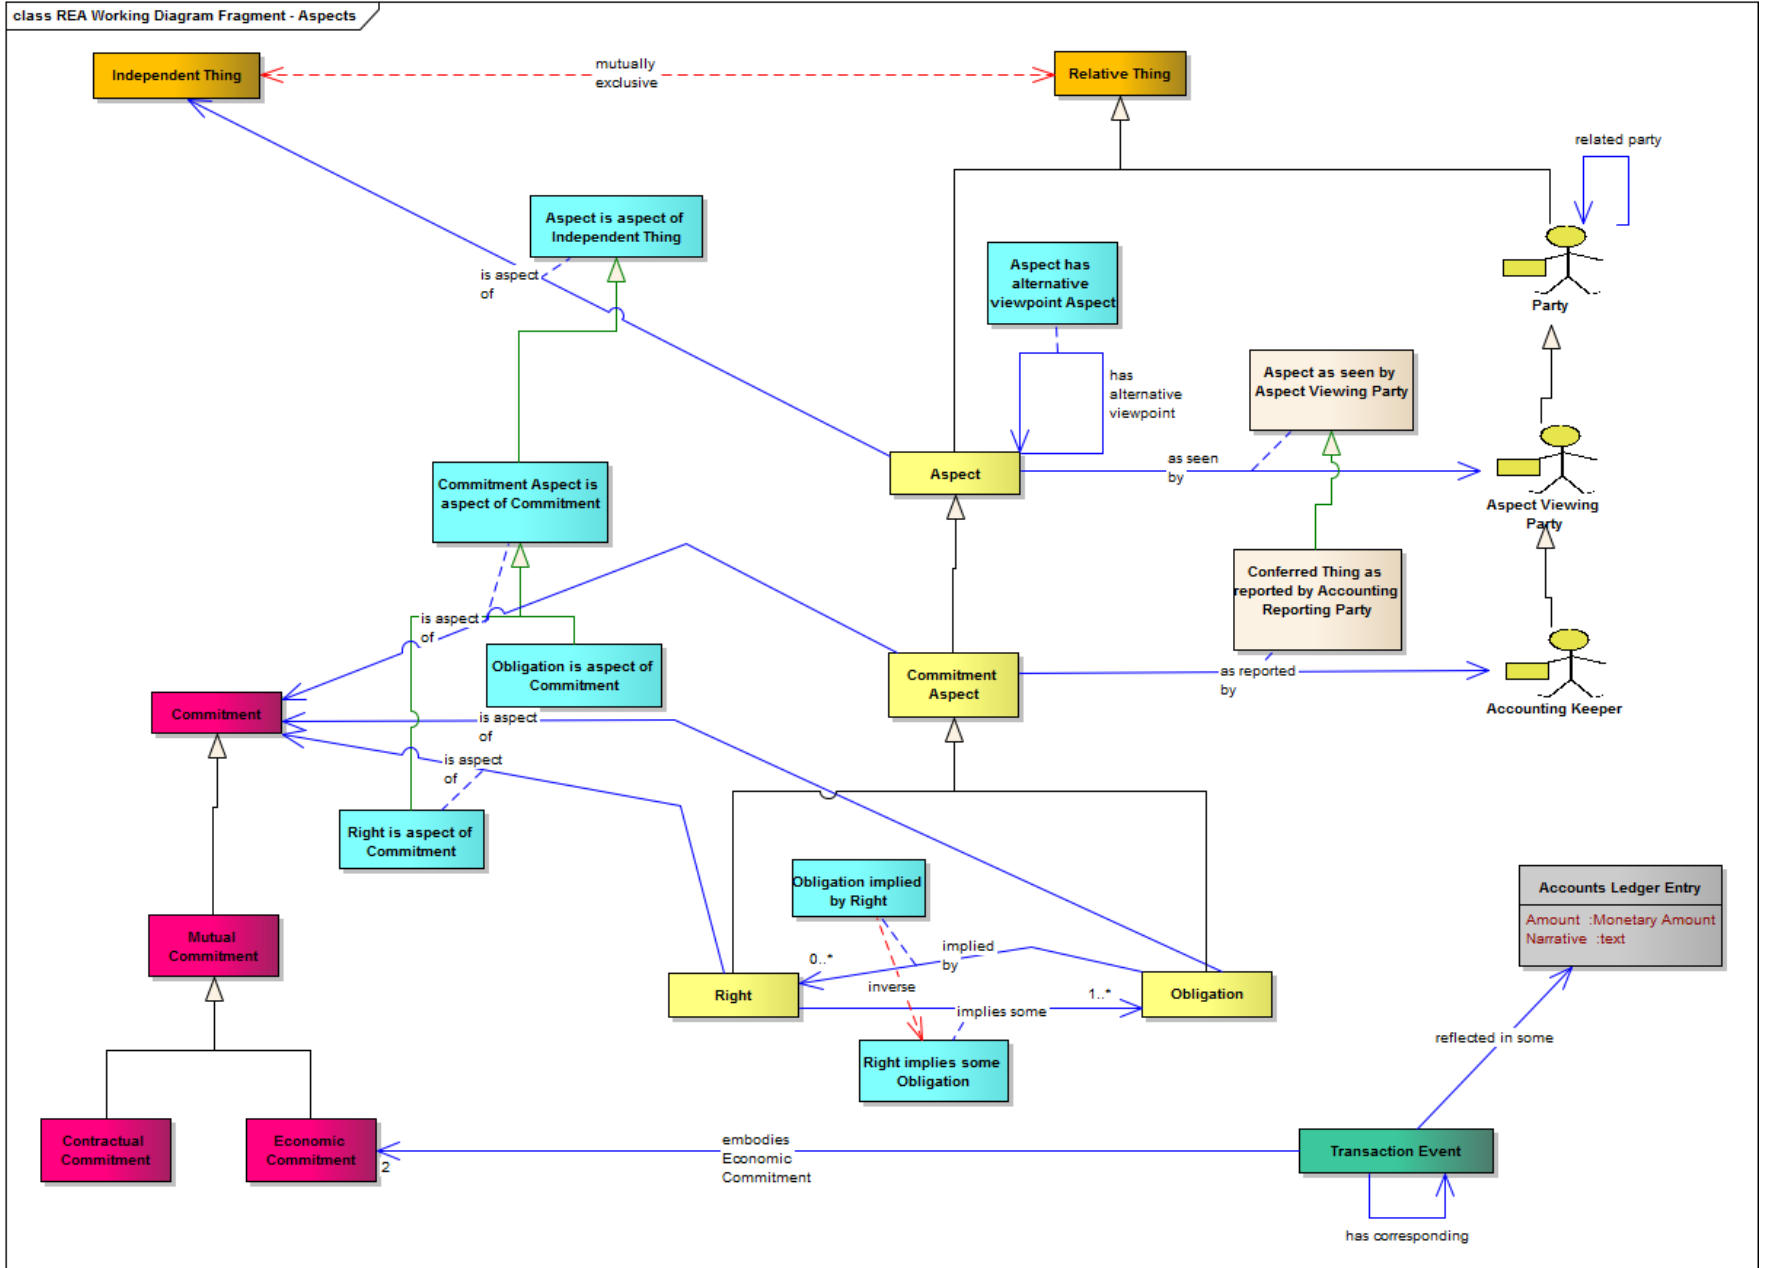 class REA Working Diagram Fragment - Aspects
Independent Thing
mutually
exclusive
Relative Thing
related party
Aspect is aspect of
Independent Thing
is aspect
of
Aspect has
alternative
viewpoint Aspect
has
alternative
viewpoint
Party
Aspect as seen by
Aspect Viewing Party
Commitment Aspect is
aspect of Commitment
Aspect
as seen
by
Aspect Viewing
Party
Conferred Thing as
reported by Accounting
Reporting Party
is aspect
of
Obligation is aspect of
Commitment
Commitment
Aspect
as reported
by
Accounting Keeper
Commitment
is aspect
of
is aspect
of
Right is aspect of
Commitment
Obligation implied
by Right
Accounts Ledger Entry
Amount :Monetary Amount
Narrative :text
Mutual
Commitment
0..*
implied
by
inverse
1..*
Right
Obligation
implies some
Right implies some
Obligation
reflected in some
Contractual
Commitment
Economic
Commitment
2
embodies
Economic
Commitment
Transaction Event
has corresponding